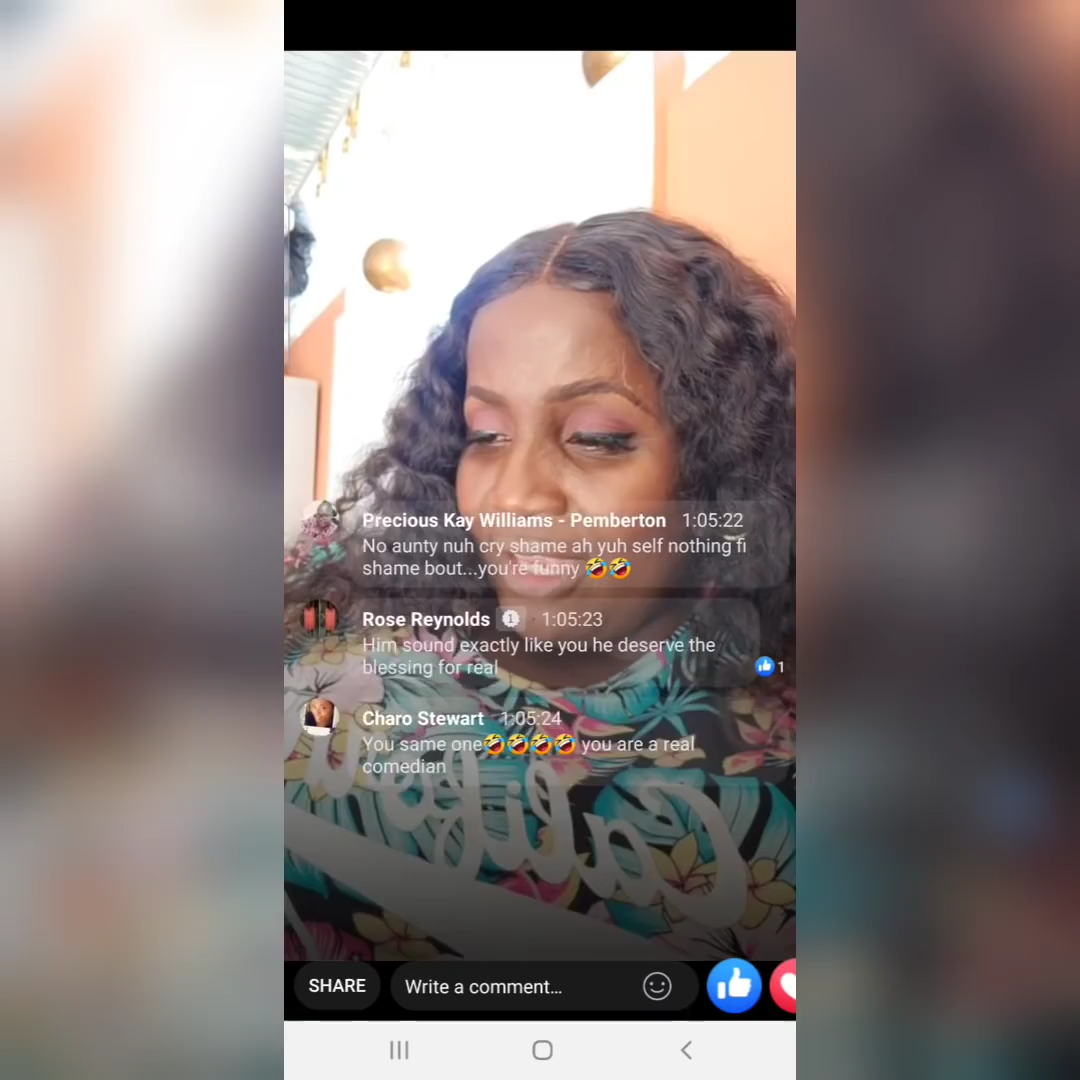 Precious Kay Williams - Pemberton 1:05:22
No aunty nuh cry shame ah yuh self nothing fi
shame bout...you're funny 🤣🤣
Rose Reynolds 1 · 1:05:23
Him sound exactly like you he deserve the
blessing for real
1
Charo Stewart 1:05:24
You same one🤣🤣🤣🤣 you are a real
comedian
SHARE
Write a comment...